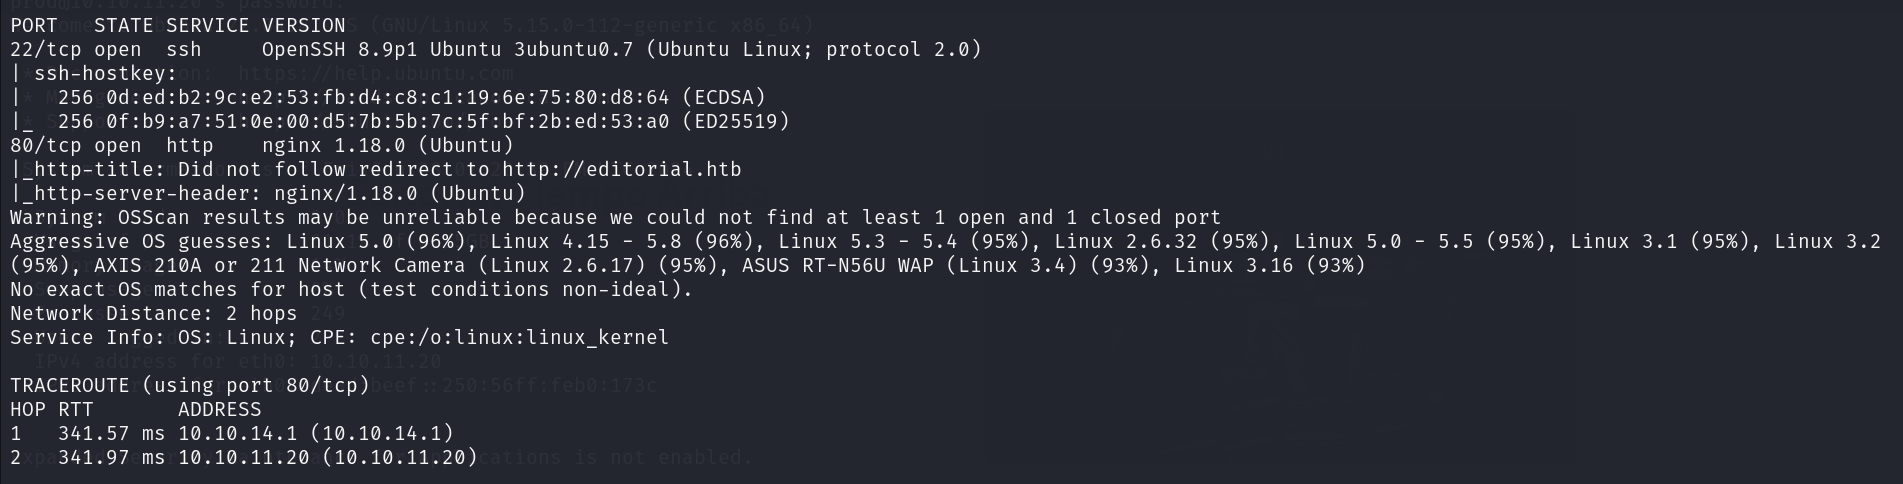 PORT   STATE SERVICE VERSION
22/tcp open  ssh     OpenSSH 8.9p1 Ubuntu 3ubuntu0.7 (Ubuntu Linux; protocol 2.0)
| ssh-hostkey:
|   256 0d:ed:b2:9c:e2:53:fb:d4:c8:c1:19:6e:75:80:d8:64 (ECDSA)
|_  256 0f:b9:a7:51:0e:00:d5:7b:5b:7c:5f:bf:2b:ed:53:a0 (ED25519)
80/tcp open  http    nginx 1.18.0 (Ubuntu)
|_http-title: Did not follow redirect to http://editorial.htb
|_http-server-header: nginx/1.18.0 (Ubuntu)
Warning: OSScan results may be unreliable because we could not find at least 1 open and 1 closed port
Aggressive OS guesses: Linux 5.0 (96%), Linux 4.15 - 5.8 (96%), Linux 5.3 - 5.4 (95%), Linux 2.6.32 (95%), Linux 5.0 - 5.5 (95%), Linux 3.1 (95%), Linux 3.2
(95%), AXIS 210A or 211 Network Camera (Linux 2.6.17) (95%), ASUS RT-N56U WAP (Linux 3.4) (93%), Linux 3.16 (93%)
No exact OS matches for host (test conditions non-ideal).
Network Distance: 2 hops
Service Info: OS: Linux; CPE: cpe:/o:linux:linux_kernel
IPv4 address for eth0: 10.10.11.20
TRACEROUTE (using port 80/tcp)
HOP RTT       ADDRESS
1   341.57 ms 10.10.14.1 (10.10.14.1)
2   341.97 ms 10.10.11.20 (10.10.11.20)